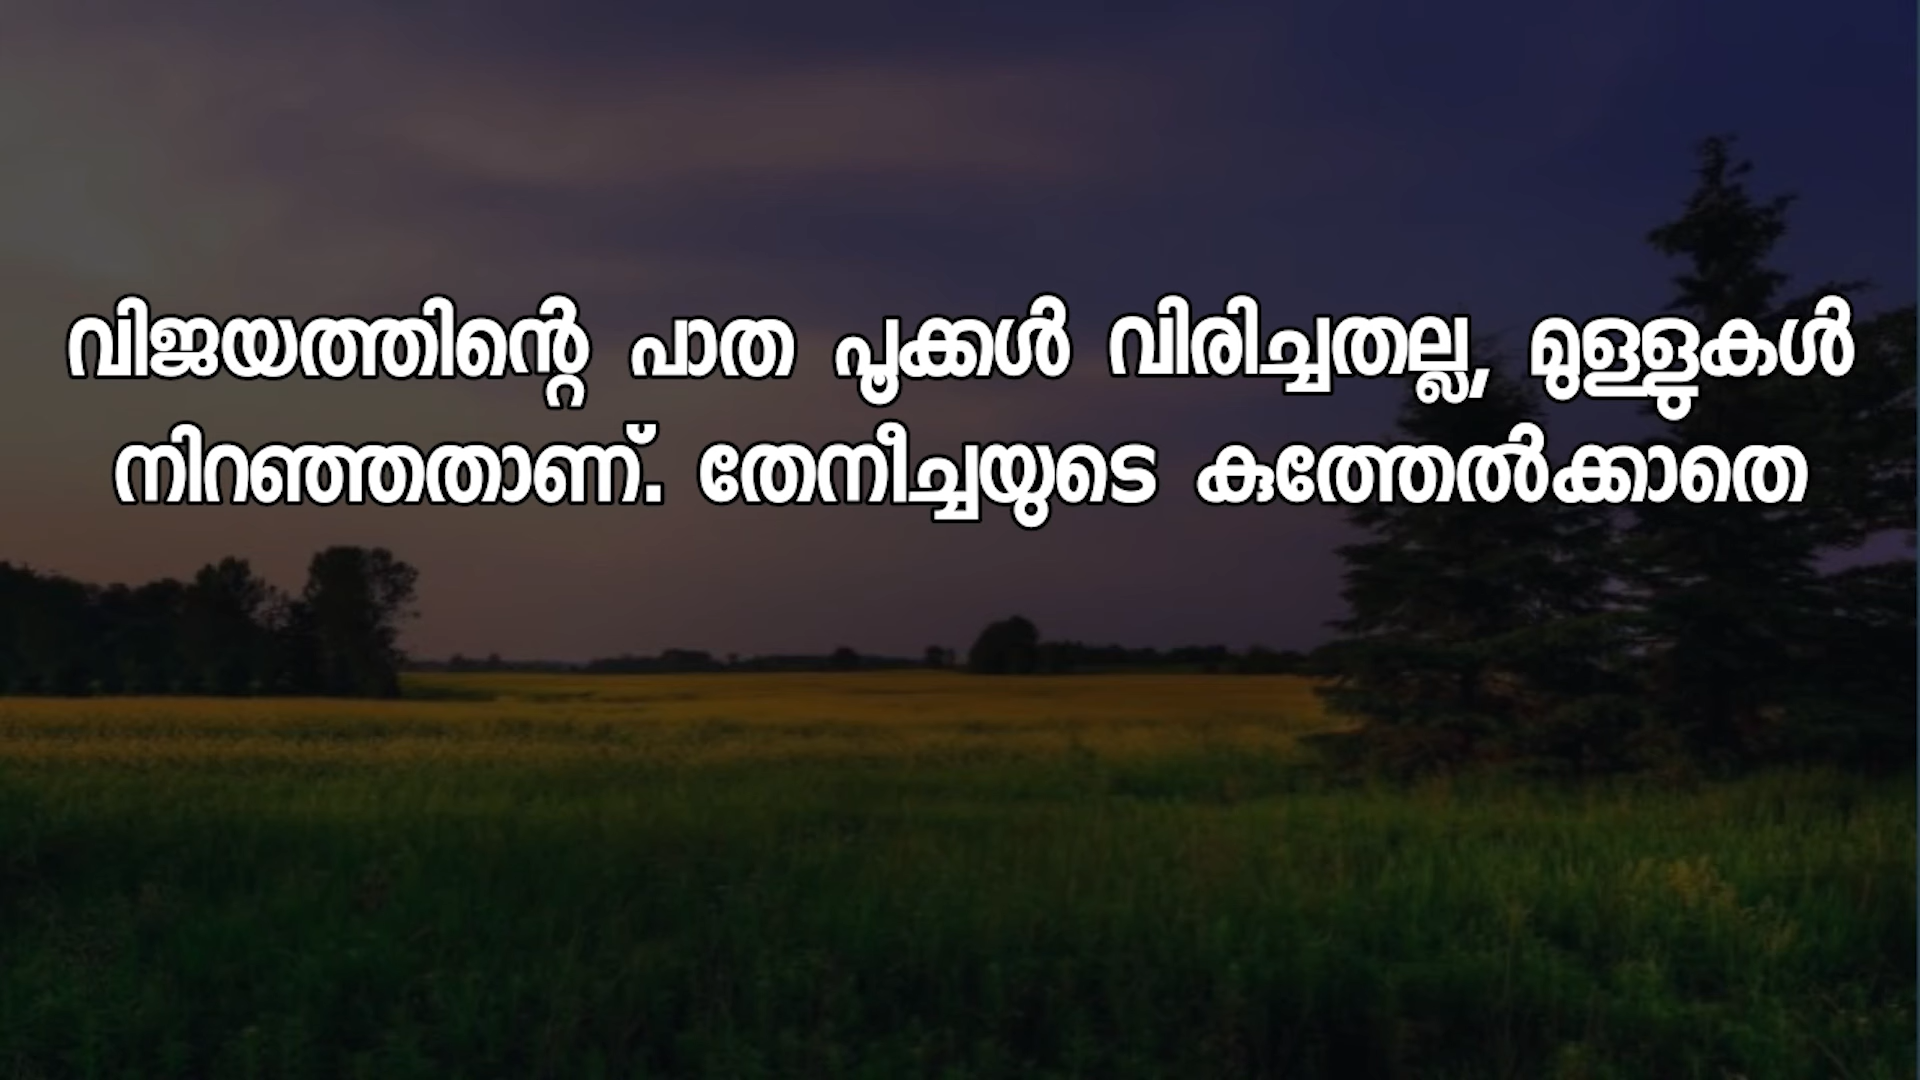 വിജയത്തിന്റെ പാത പൂക്കൾ വിരിച്ചതല്ല, മുള്ളുകൾ
നിറഞ്ഞതാണ്. തേനീച്ചയുടെ കുത്തേൽക്കാതെ